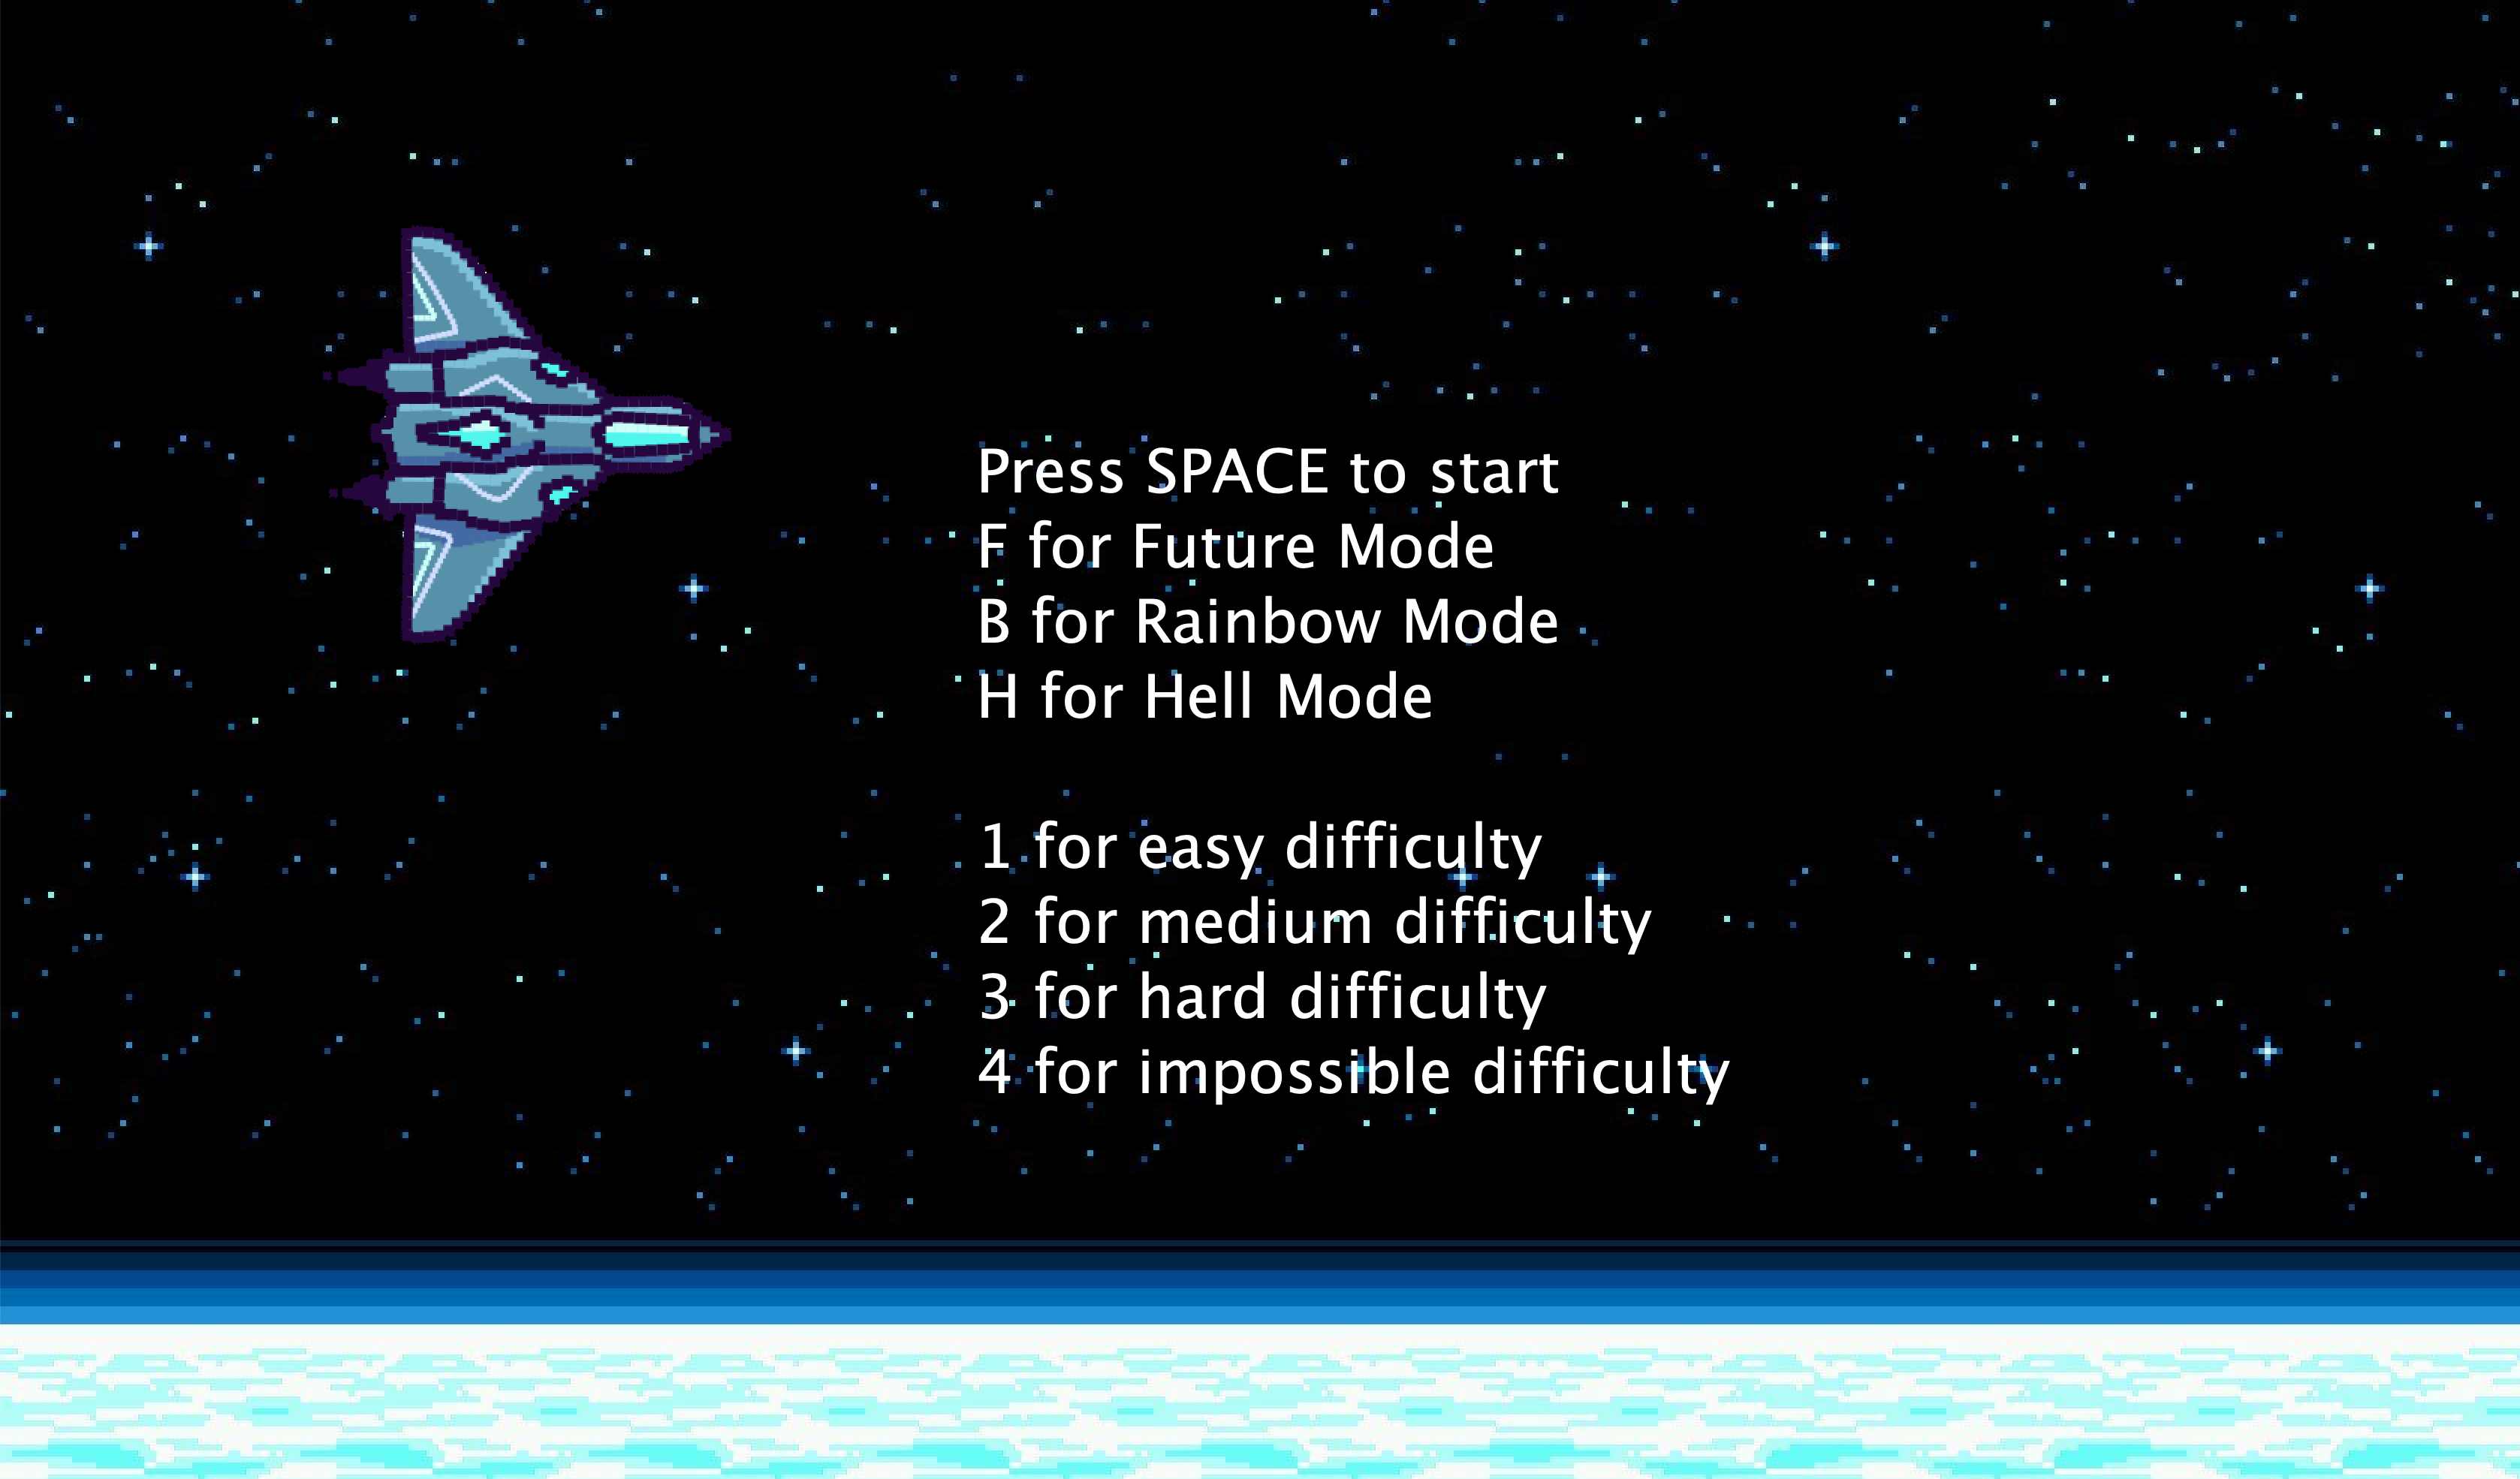 Press SPACE to start
F for Future Mode
B for Rainbow Mode
H for Hell Mode
1 for easy difficulty
2 for medium difficulty
3 for hard difficulty
4 for impossible difficulty